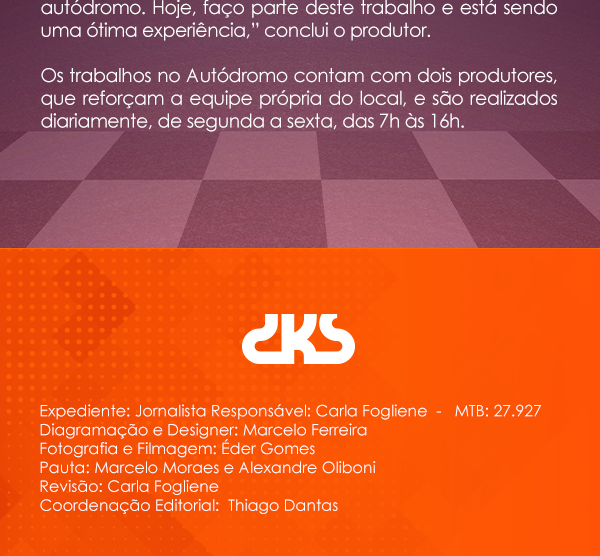 autódromo. Hoje, faço parte deste trabalho e está sendo
uma ótima experiência,” conclui o produtor.
Os trabalhos no Autódromo contam com dois produtores,
que reforçam a equipe própria do local, e são realizados
diariamente, de segunda a sexta, das 7h às 16h.
CKS
Expediente: Jornalista Responsável: Carla Fogliene - MTB: 27.927
Diagramação e Designer: Marcelo Ferreira
Fotografia e Filmagem: Éder Gomes
Pauta: Marcelo Moraes e Alexandre Oliboni
Revisão: Carla Fogliene
Coordenação Editorial: Thiago Dantas